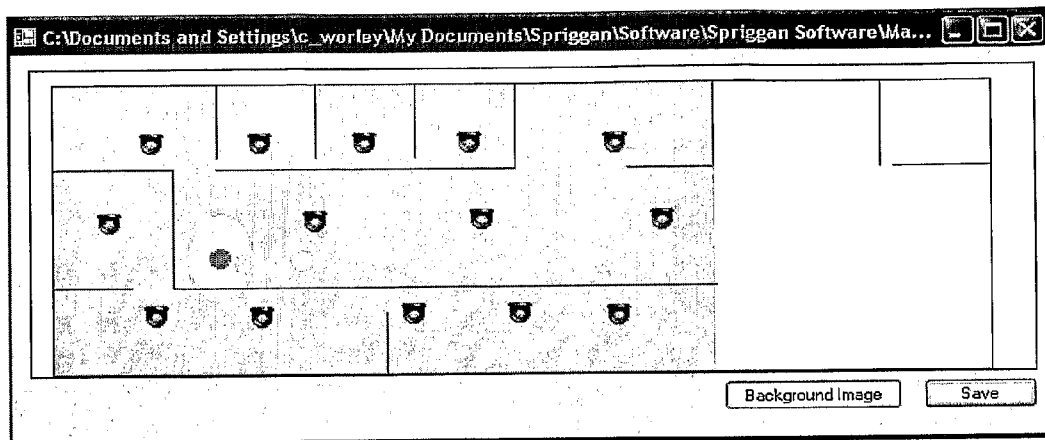 C:\Documents and Settings\c_worley\My Documents\Spriggan\Software\Spriggan Software\Ma...
Background Image
Save